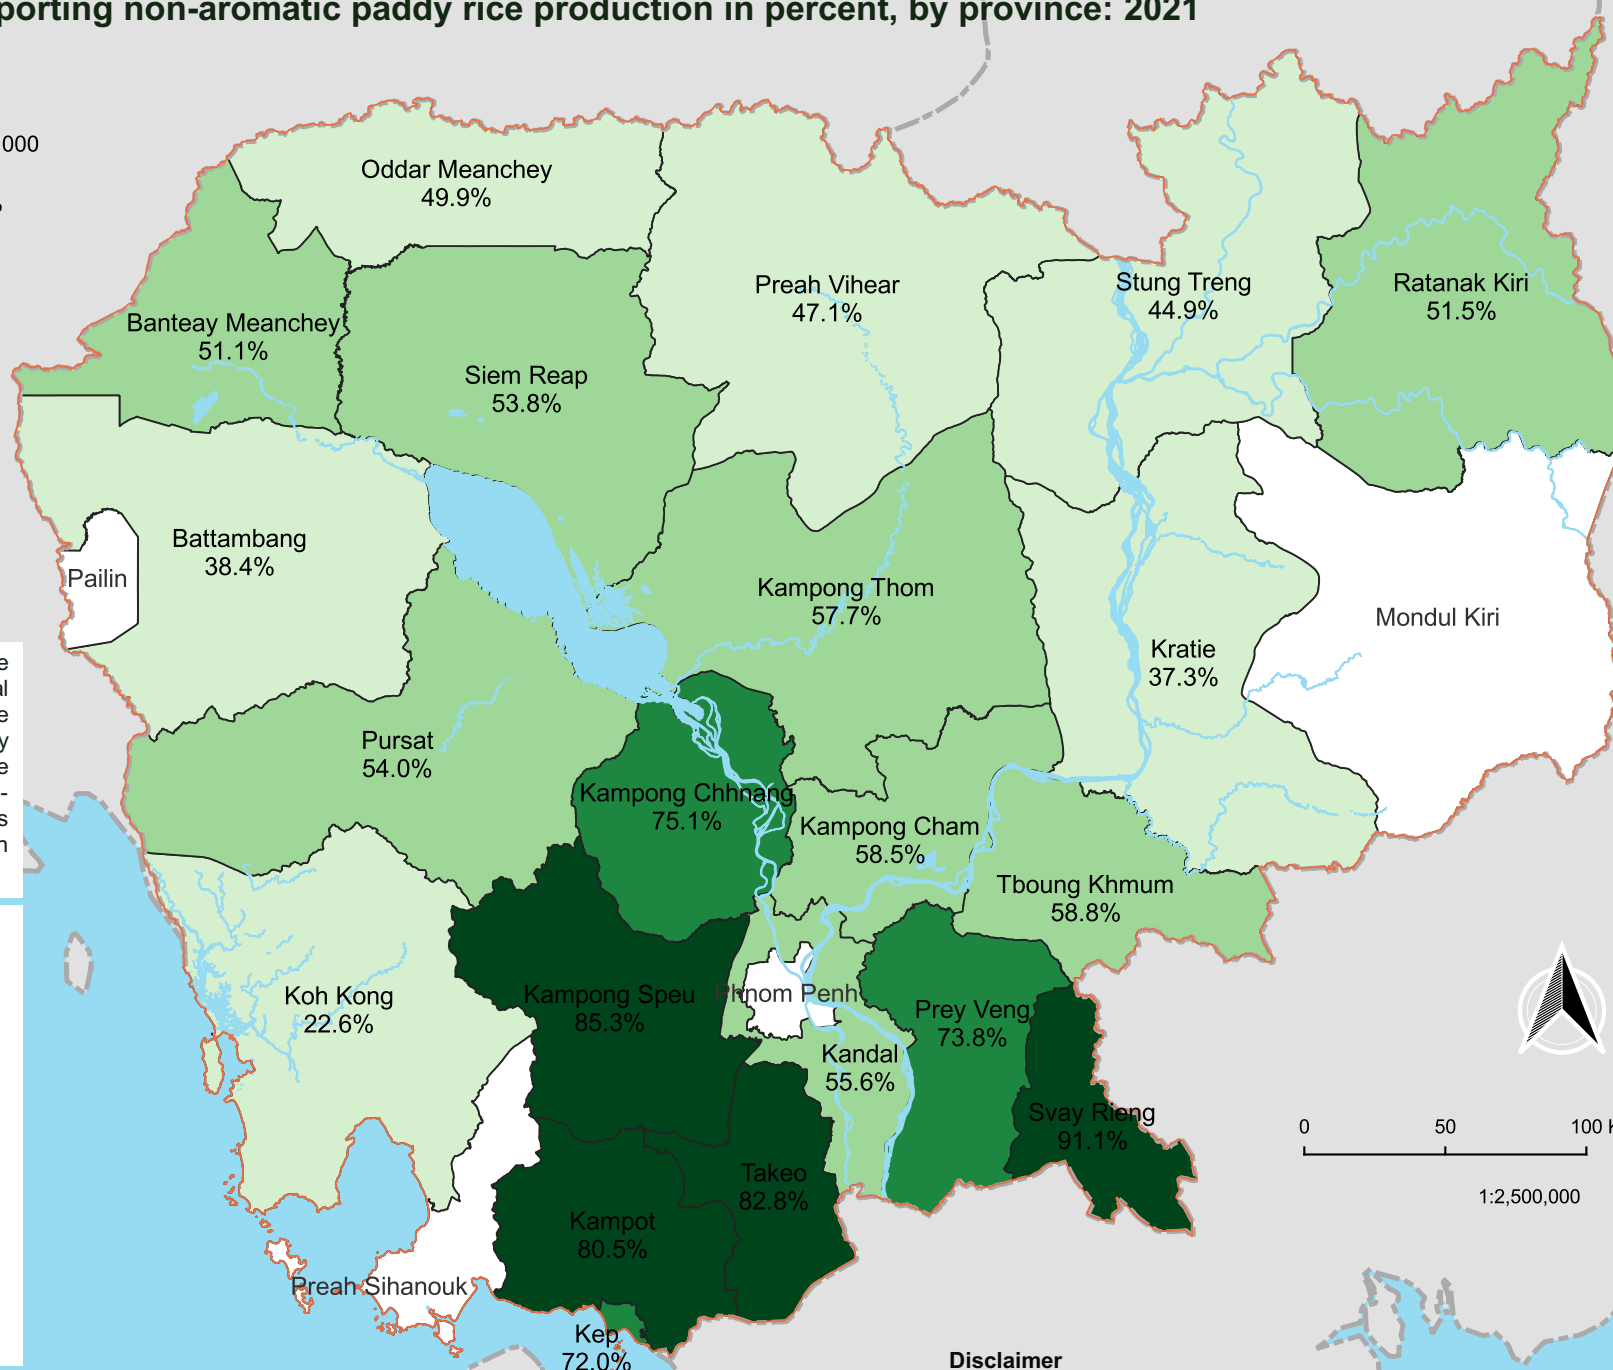 porting non-aromatic paddy rice production in percent, by province: 2021
000
Oddar Meanchey
49.9%
Preah Vihear
47.1%
Stung Treng
44.9%
Ratanak Kiri
51.5%
Banteay Meanchey
51.1%
Siem Reap
53.8%
Battambang
38.4%
Pailin
Kampong Thom
57.7%
Mondul Kiri
Kratie
37.3%
Pursat
54.0%
Kampong Chhnang
75.1%
Kampong Cham
58.5%
Tboung Khmum
58.8%
Koh Kong
22.6%
Kampong Speu
85.3%
Phnom Penh
Prey Veng
73.8%
Kandal
55.6%
Svay Rieng
91.1%
Takeo
82.8%
Kampot
80.5%
Preah Sihanouk
Kep
72.0%
0 50 100
1:2,500,000
Disclaimer